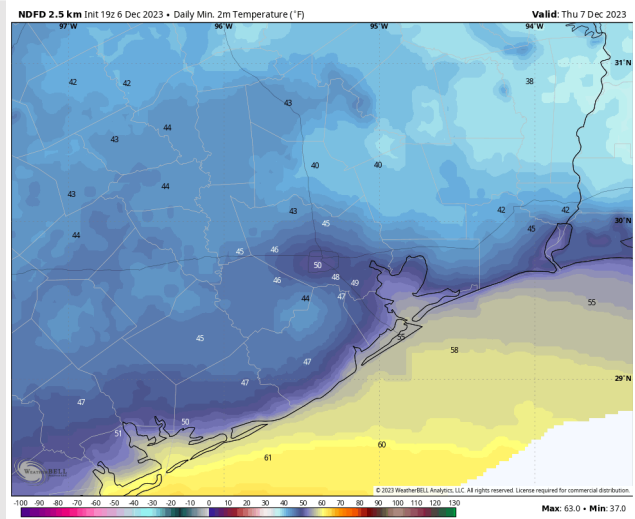 NDFD 2.5 km Init 19z 6 Dec 2023 • Daily Min. 2m Temperature (°F) Valid: Thu 7 Dec 2023
97°W 96°W 95°W 94°W
31°N
42 42 38
43
44
43
40 40
44
43
43 42 42
30°N
45 45
44
45 46
50
46 48 49
44 47
55
45 55
58
47
29°N
47
47
50
51
60
61
WeatherBELL
© 2023 WeatherBELL Analytics, LLC. All rights reserved. License required for commercial distribution.
-100 -90 -80 -70 -60 -50 -40 -30 -20 -10 0 10 20 30 40 50 60 70 80 90 100 110 120 130 Max: 63.0 • Min: 37.0